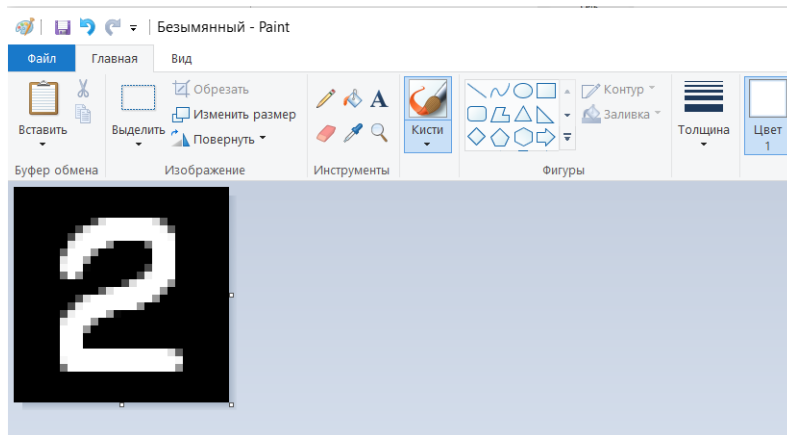 Безымянный - Paint
Файл Главная Вид
Вставить
Выделить
Обрезать
Изменить размер
Повернуть
Кисти
A
Контур
Заливка
Толщина
Цвет
1
Буфер обмена
Изображение
Инструменты
Фигуры
2